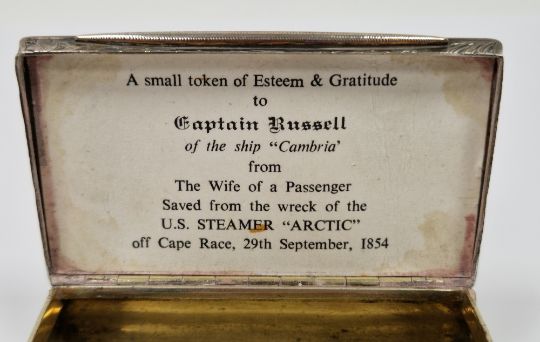 A small token of Esteem & Gratitude
to
Captain Russell
of the ship "Cambria'
from
The Wife of a Passenger
Saved from the wreck of the
U.S. STEAMER "ARCTIC"
off Cape Race, 29th September, 1854